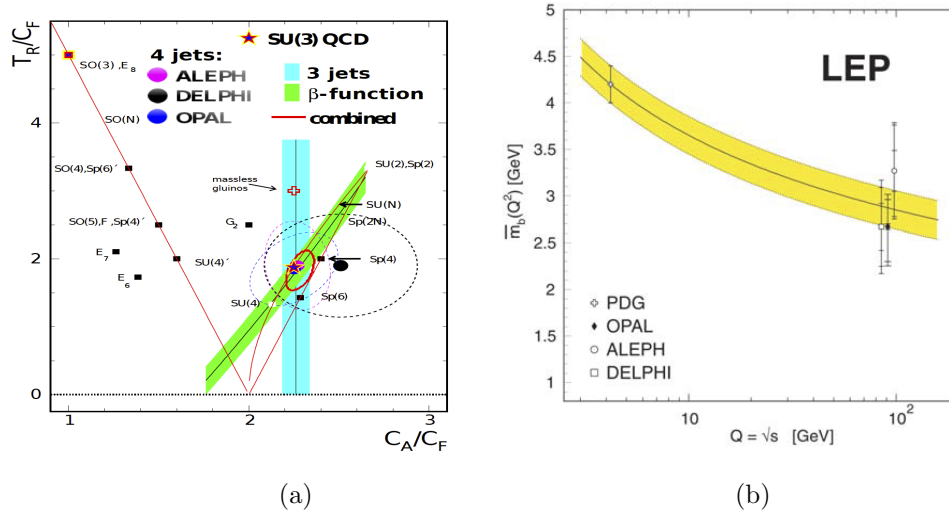 T_R/C_F
SU(3) QCD
4 jets:
ALEPH
DELPHI
OPAL
3 jets
β-function
combined
SO(3) ,E₈
SO(N)
SO(4),Sp(6)´
SO(5),F ,Sp(4)´
E₇
E₆
SU(4)´
G₂
massless
gluinos
SU(2),Sp(2)
SU(N)
Sp(2N)
Sp(4)
SU(4)
Sp(6)
4
2
0
1
2
3
C_A/C_F
(a)
b)
LEP
m̅_b(Q²) [GeV]
4.5
4
3.5
3
2.5
2
1.5
1
PDG
OPAL
ALEPH
DELPHI
10
10²
Q = √s [GeV]
(b)